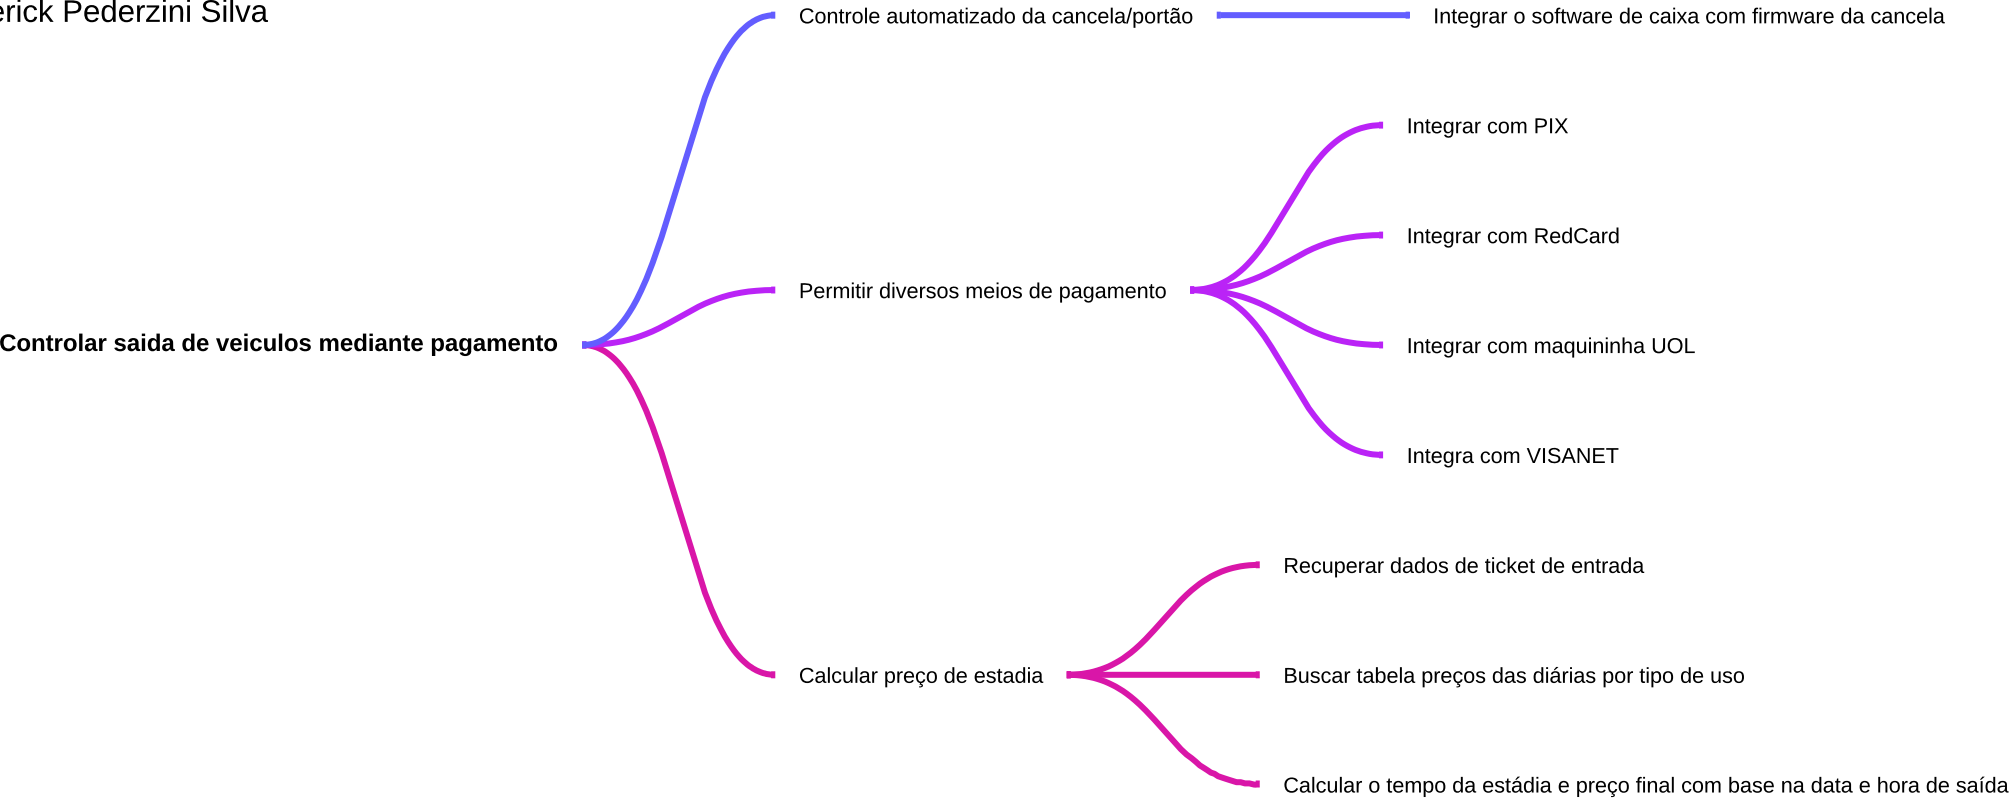 Pederzini Silva
Controle automatizado da cancela/portão
Integrar o software de caixa com firmware da cancela
Integrar com PIX
Integrar com RedCard
Permitir diversos meios de pagamento
Controlar saida de veiculos mediante pagamento
Integrar com maquininha UOL
Integra com VISANET
Recuperar dados de ticket de entrada
Calcular preço de estadia
Buscar tabela preços das diárias por tipo de uso
Calcular o tempo da estádia e preço final com base na data e hora de saída